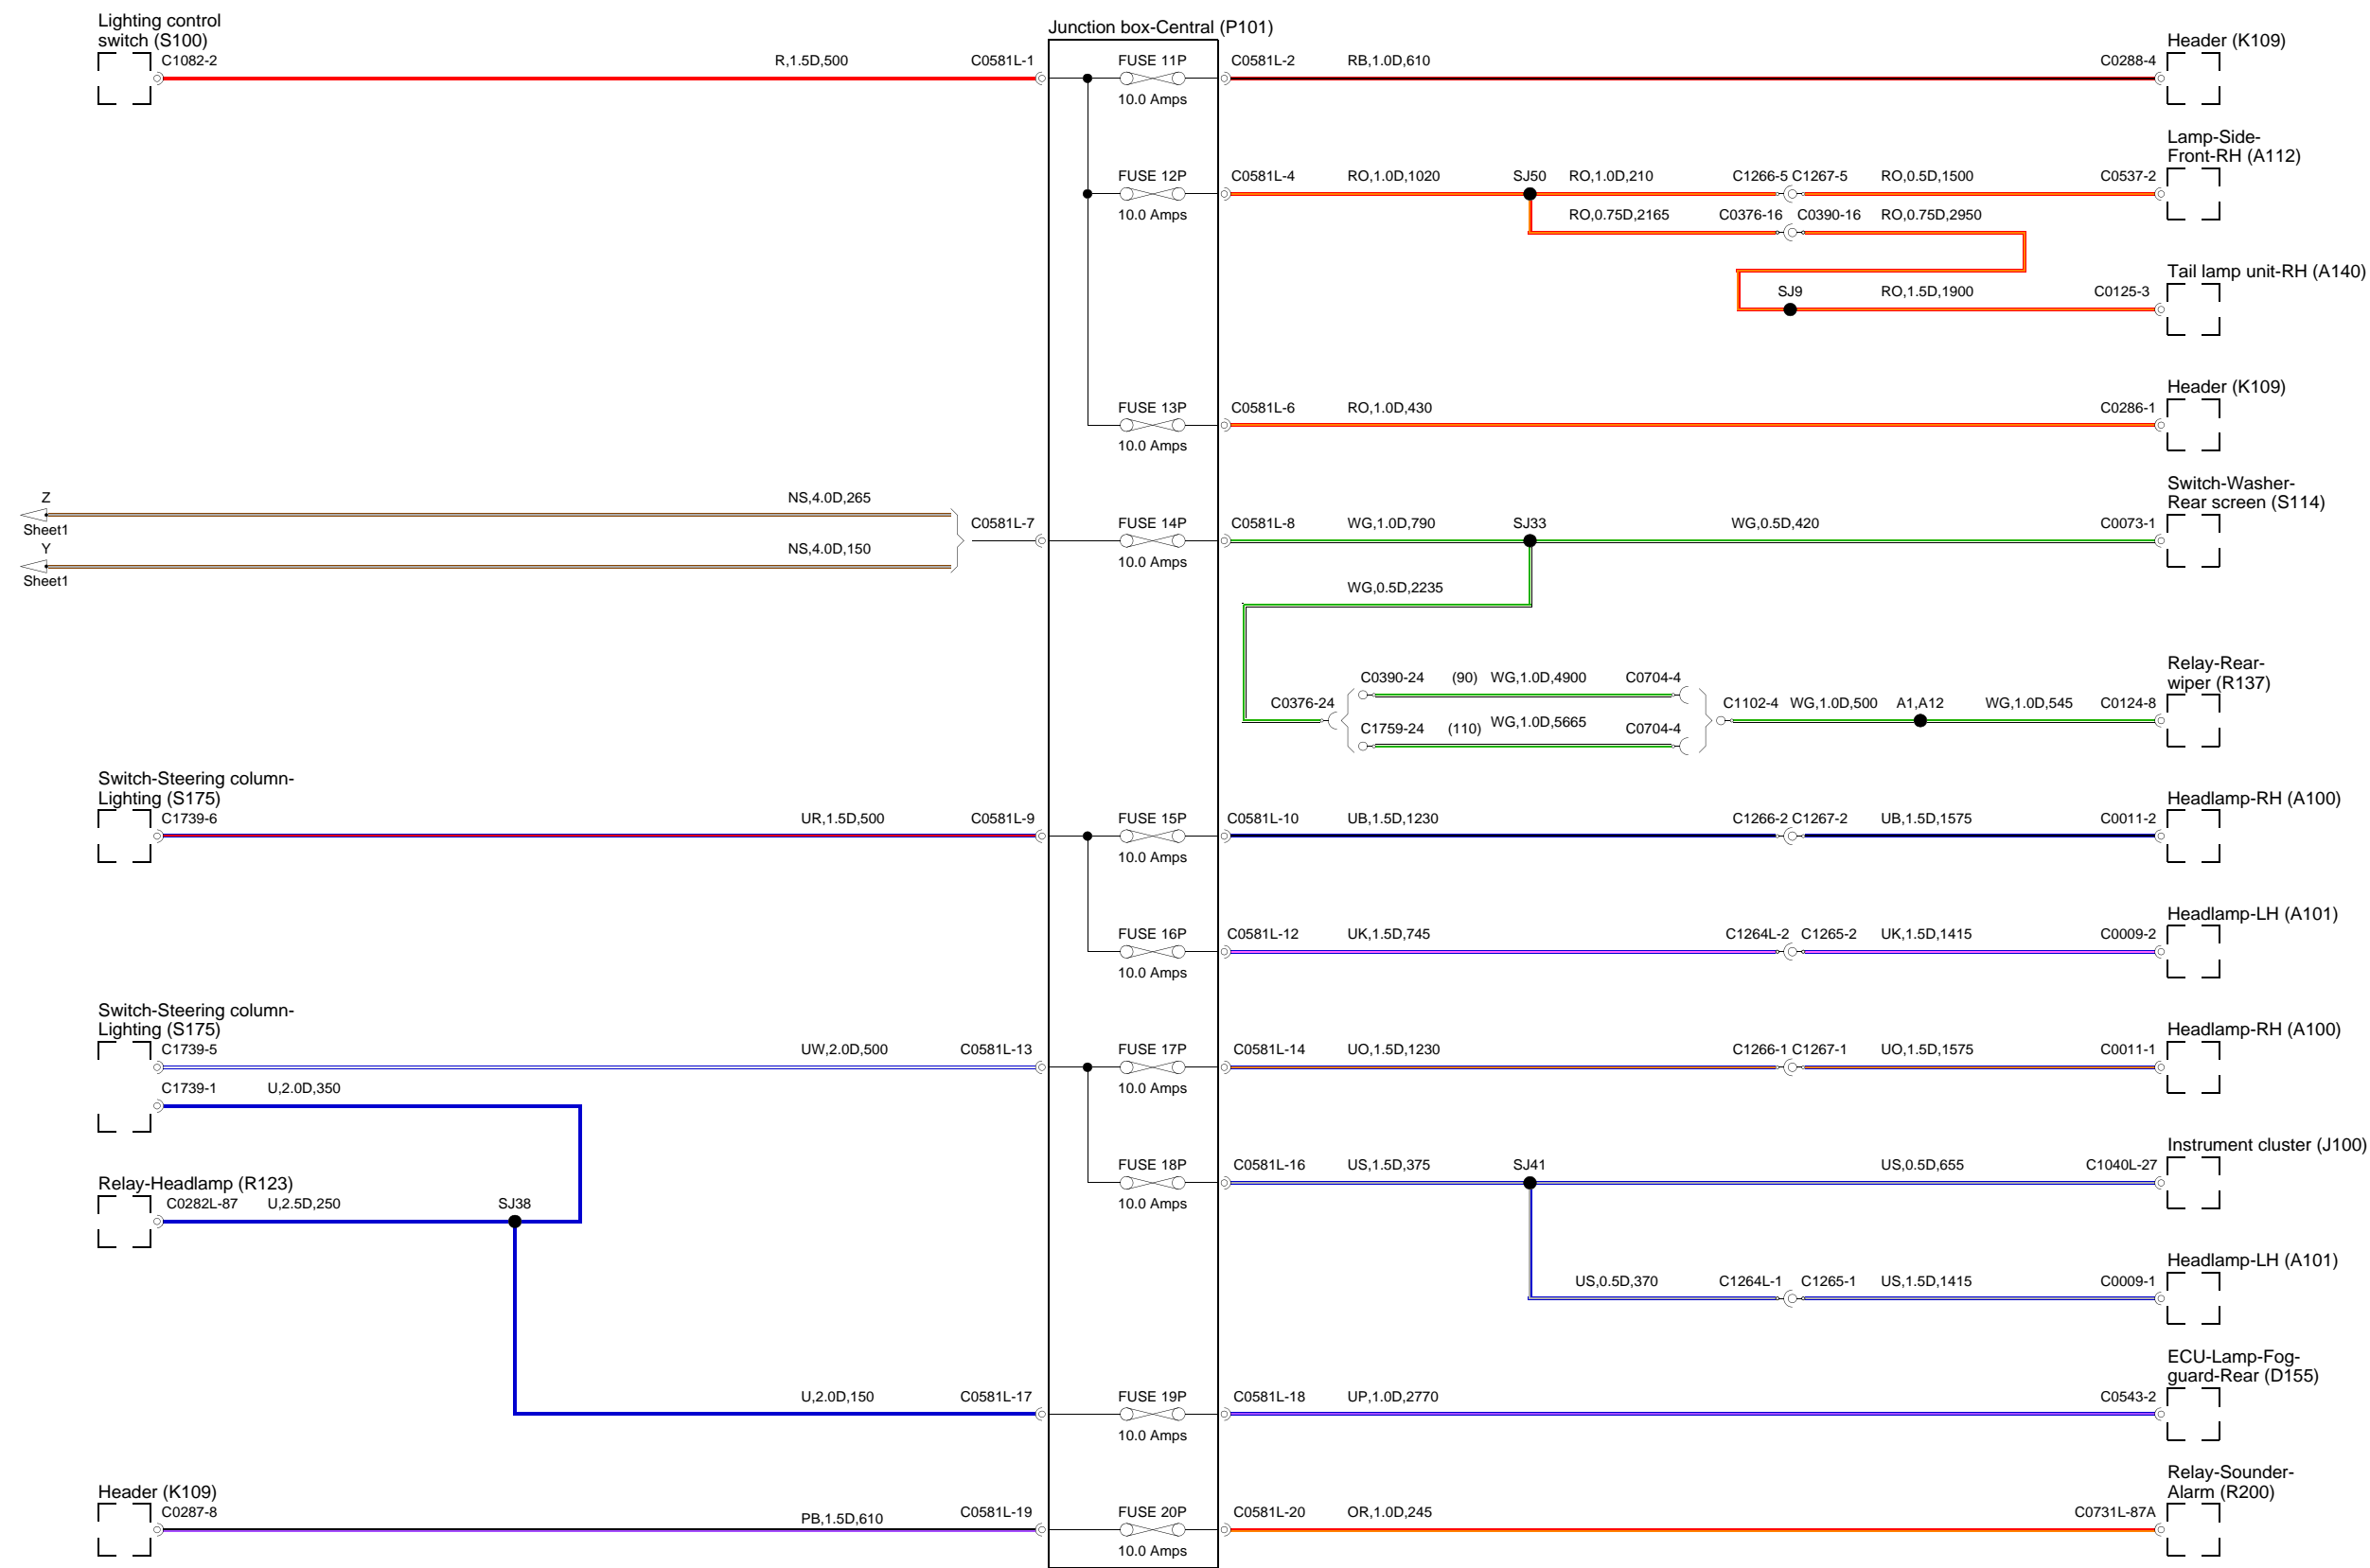 Lighting control
switch (S100)
Junction box-Central (P101)
Header (K109)
C1082-2 R,1.5D,500 C0581L-1 FUSE 11P C0581L-2 RB,1.0D,610 C0288-4
10.0 Amps
Lamp-Side-
Front-RH (A112)
FUSE 12P C0581L-4 RO,1.0D,1020 SJ50 RO,1.0D,210 C1266-5 C1267-5 RO,0.5D,1500 C0537-2
10.0 Amps RO,0.75D,2165 C0376-16 C0390-16 RO,0.75D,2950
Tail lamp unit-RH (A140)
SJ9 RO,1.5D,1900 C0125-3
Header (K109)
FUSE 13P C0581L-6 RO,1.0D,430 C0286-1
10.0 Amps
Switch-Washer-
Rear screen (S114)
Z NS,4.0D,265
Sheet1 C0581L-7 FUSE 14P C0581L-8 WG,1.0D,790 SJ33 WG,0.5D,420 C0073-1
Y NS,4.0D,150
10.0 Amps
Sheet1
WG,0.5D,2235
Relay-Rear-
wiper (R137)
C0390-24 (90) WG,1.0D,4900 C0704-4
C0376-24 C1102-4 WG,1.0D,500 A1,A12 WG,1.0D,545 C0124-8
C1759-24 (110) WG,1.0D,5665 C0704-4
Switch-Steering column-
Lighting (S175)
Headlamp-RH (A100)
C1739-6 UR,1.5D,500 C0581L-9 FUSE 15P C0581L-10 UB,1.5D,1230 C1266-2 C1267-2 UB,1.5D,1575 C0011-2
10.0 Amps
Headlamp-LH (A101)
FUSE 16P C0581L-12 UK,1.5D,745 C1264L-2 C1265-2 UK,1.5D,1415 C0009-2
10.0 Amps
Switch-Steering column-
Lighting (S175)
Headlamp-RH (A100)
C1739-5 UW,2.0D,500 C0581L-13 FUSE 17P C0581L-14 UO,1.5D,1230 C1266-1 C1267-1 UO,1.5D,1575 C0011-1
C1739-1 U,2.0D,350 10.0 Amps
Instrument cluster (J100)
FUSE 18P C0581L-16 US,1.5D,375 SJ41 US,0.5D,655 C1040L-27
Relay-Headlamp (R123)
C0282L-87 U,2.5D,250 SJ38 10.0 Amps
Headlamp-LH (A101)
US,0.5D,370 C1264L-1 C1265-1 US,1.5D,1415 C0009-1
ECU-Lamp-Fog-
guard-Rear (D155)
U,2.0D,150 C0581L-17 FUSE 19P C0581L-18 UP,1.0D,2770 C0543-2
10.0 Amps
Relay-Sounder-
Alarm (R200)
Header (K109)
C0287-8 PB,1.5D,610 C0581L-19 FUSE 20P C0581L-20 OR,1.0D,245 C0731L-87A
10.0 Amps